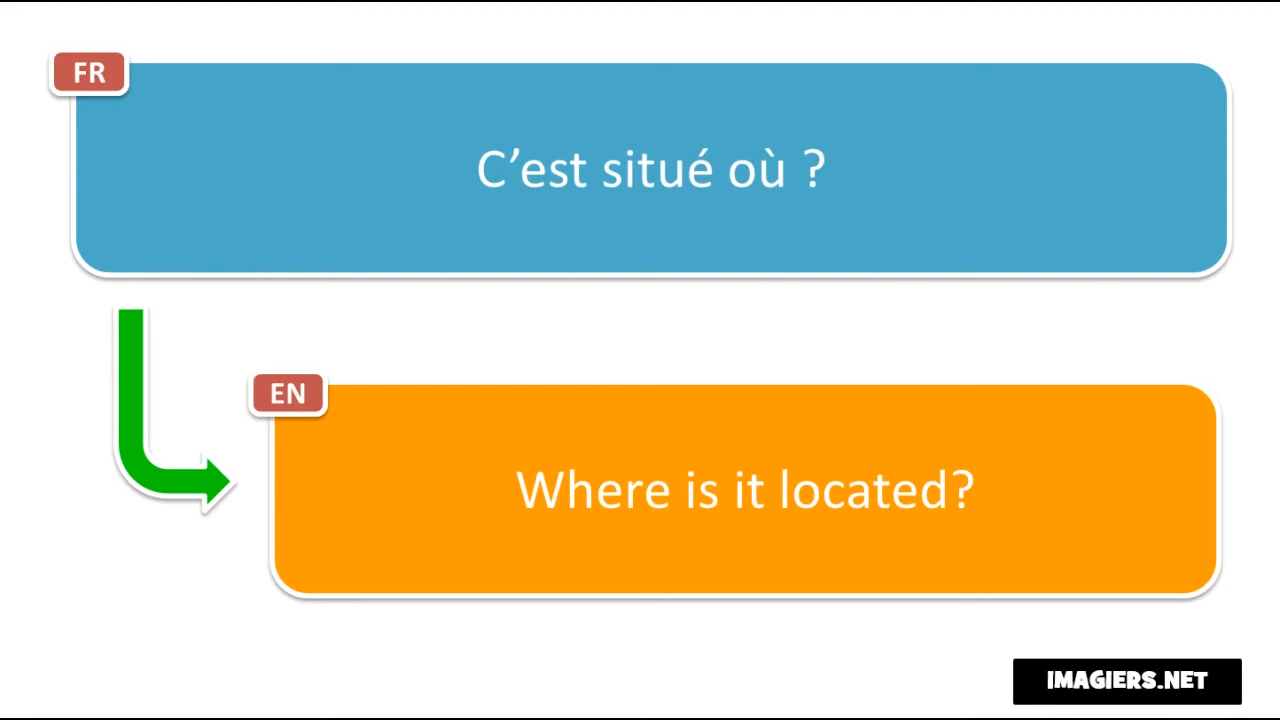 FR
C’est situé où ?
EN
Where is it located?
IMAGIERS.NET